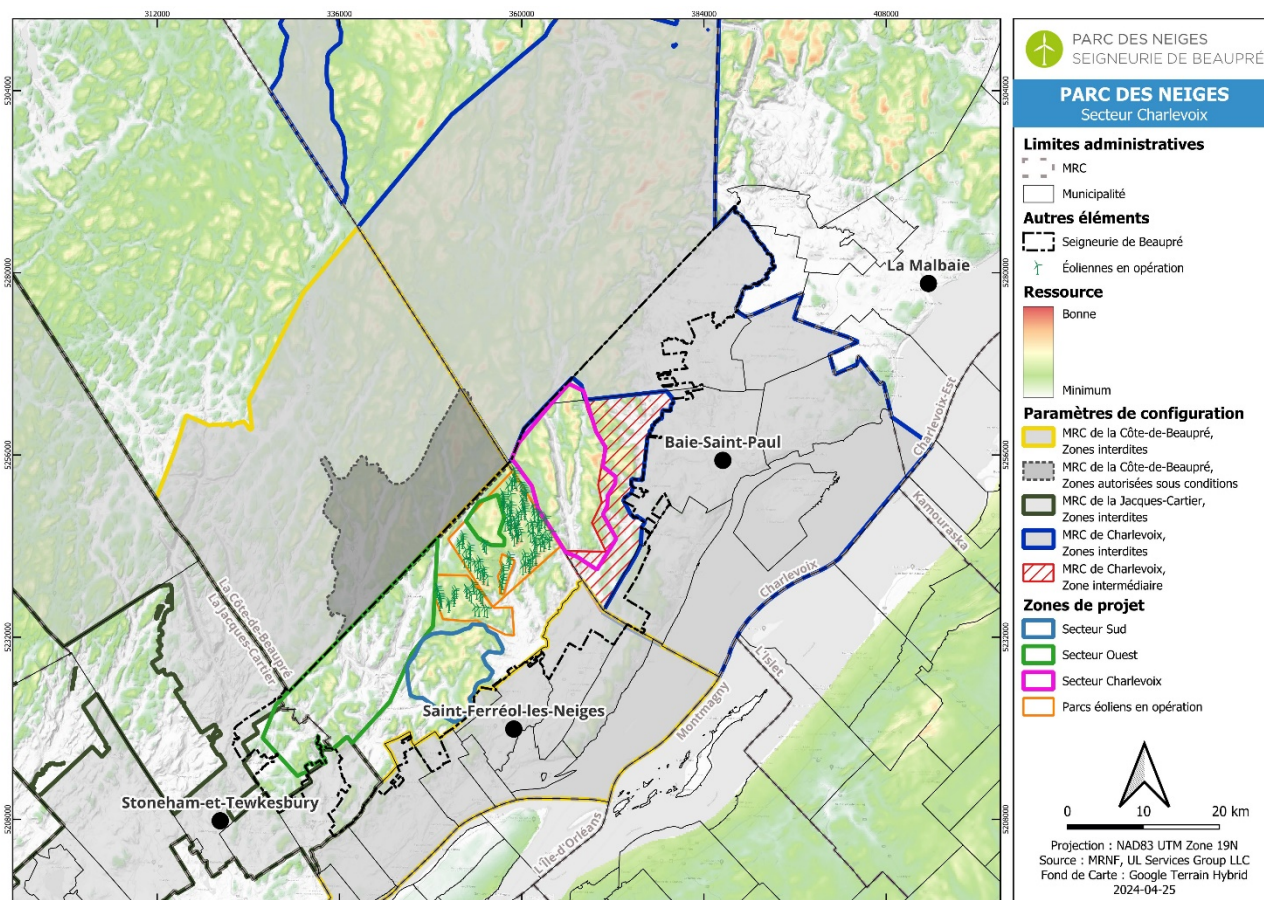 312000
336000
360000
384000
408000
5304000
5304000
5280000
5280000
5256000
5256000
5232000
5232000
5208000
5208000
La Malbaie
Baie-Saint-Paul
Charlevoix-Est
Kamouraska
Charlevoix
La Côte-de-Beaupré
La Jacques-Cartier
L'Islet
Montmagny
Saint-Ferréol-les-Neiges
Stoneham-et-Tewkesbury
L'Île-d'Orléans
PARC DES NEIGES
SEIGNEURIE DE BEAUPRÉ
PARC DES NEIGES
Secteur Charlevoix
Limites administratives
MRC
Municipalité
Autres éléments
Seigneurie de Beaupré
Éoliennes en opération
Ressource
Bonne
Minimum
Paramètres de configuration
MRC de la Côte-de-Beaupré,
Zones interdites
MRC de la Côte-de-Beaupré,
Zones autorisées sous conditions
MRC de la Jacques-Cartier,
Zones interdites
MRC de Charlevoix,
Zones interdites
MRC de Charlevoix,
Zone intermédiaire
Zones de projet
Secteur Sud
Secteur Ouest
Secteur Charlevoix
Parcs éoliens en opération
0 10 20 km
Projection : NAD83 UTM Zone 19N
Source : MRNF, UL Services Group LLC
Fond de Carte : Google Terrain Hybrid
2024-04-25